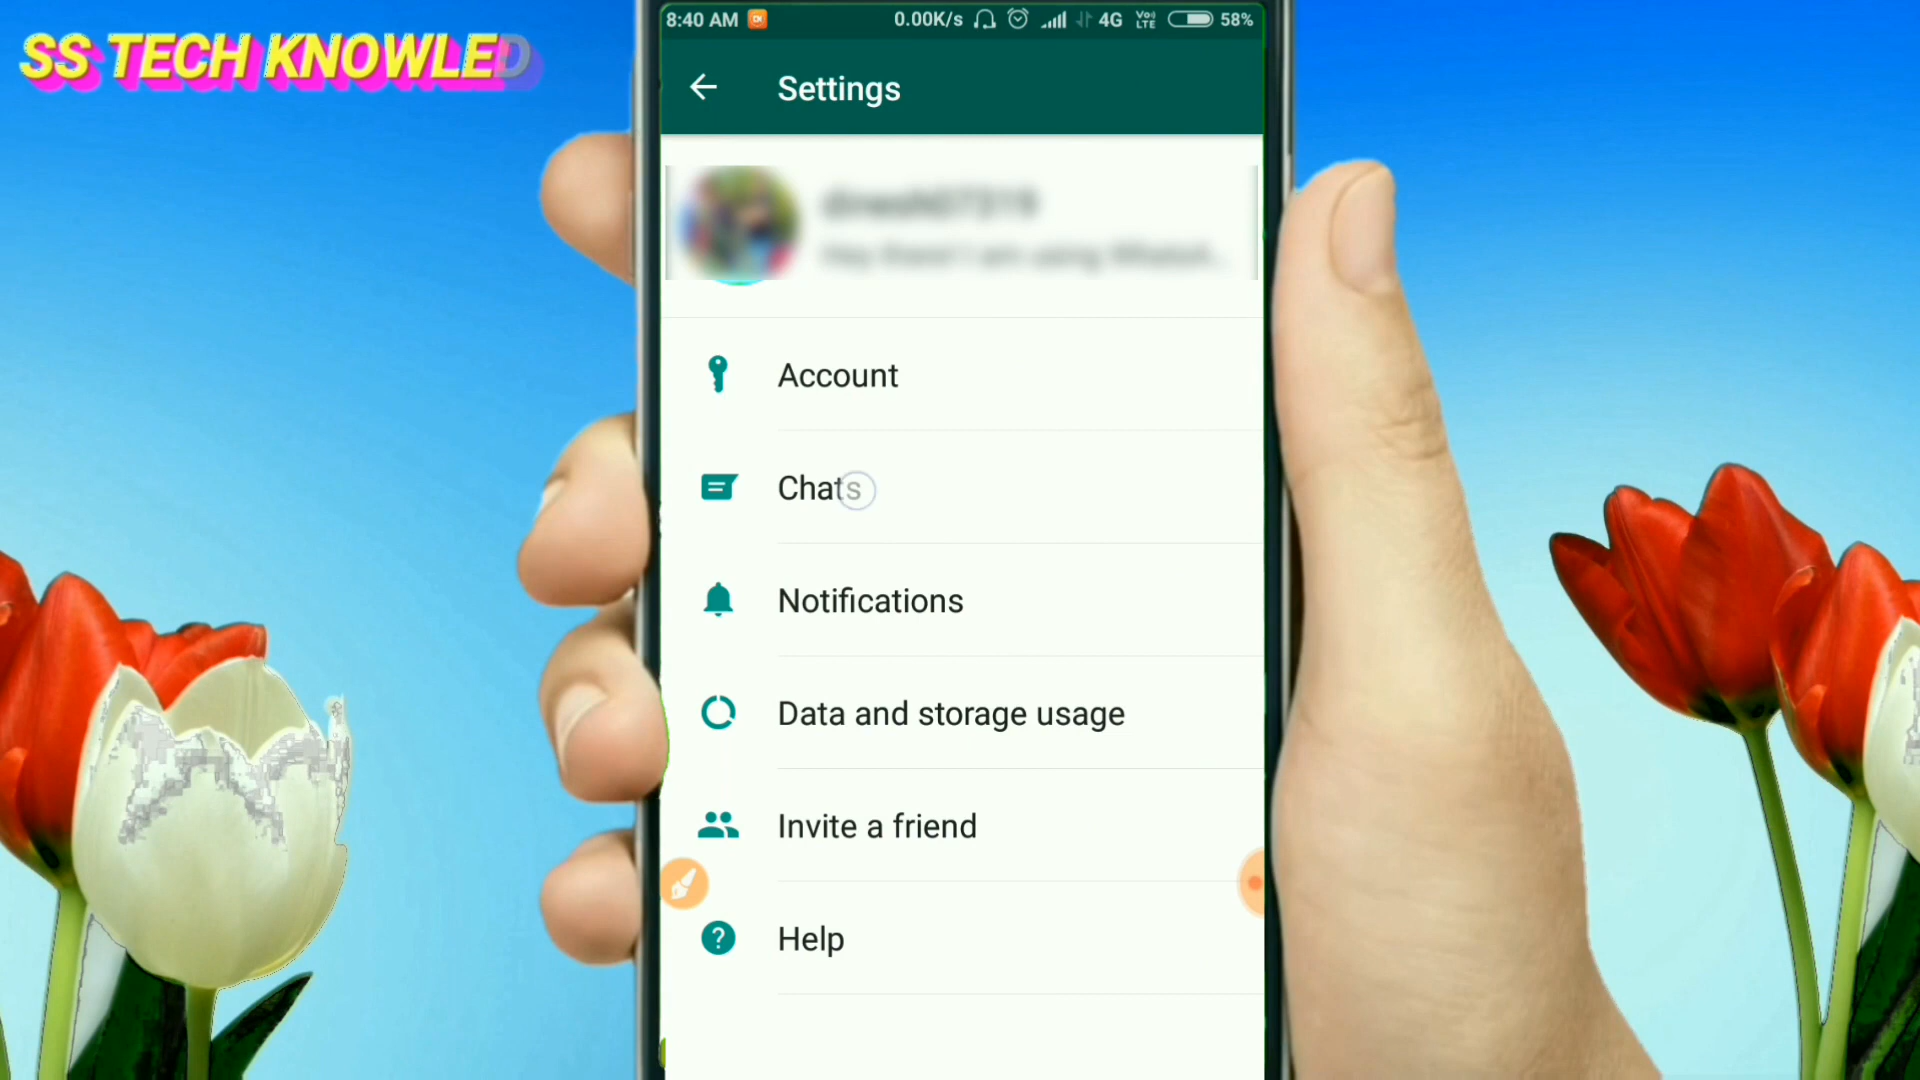 SS TECH KNOWLED
8:40 AM 0.00K/s 4G VoLTE 58%
Settings
Account
Chats
Notifications
Data and storage usage
Invite a friend
Help